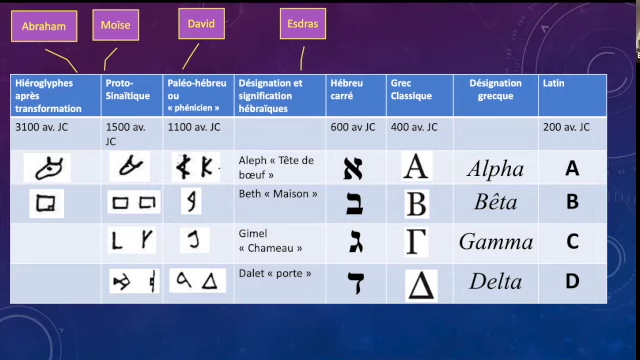 Abraham
Moïse
David
Esdras
Hiéroglyphes après transformation
Proto-Sinaïtique
Paléo-hébreu ou « phénicien »
Désignation et signification hébraïques
Hébreu carré
Grec Classique
Désignation grecque
Latin
3100 av. JC
1500 av. JC
1100 av. JC
600 av JC
400 av. JC
200 av. JC
Aleph « Tête de bœuf »
א
Α
Alpha
A
Beth « Maison »
ב
Β
Bêta
B
Gimel « Chameau »
ג
Γ
Gamma
C
Dalet « porte »
ד
Δ
Delta
D